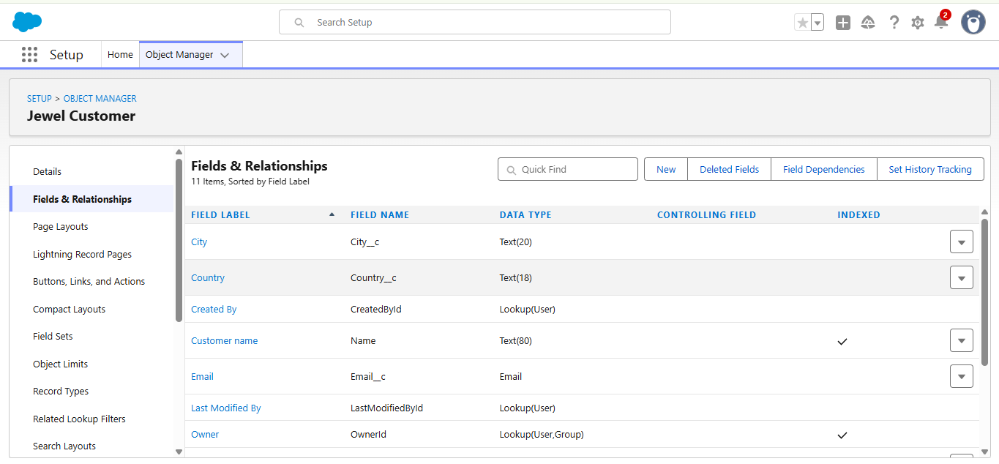 Search Setup
2
Setup
Home
Object Manager
SETUP > OBJECT MANAGER
Jewel Customer
Details
Fields & Relationships
Page Layouts
Lightning Record Pages
Buttons, Links, and Actions
Compact Layouts
Field Sets
Object Limits
Record Types
Related Lookup Filters
Search Layouts
Fields & Relationships
11 Items, Sorted by Field Label
Quick Find
New
Deleted Fields
Field Dependencies
Set History Tracking
FIELD LABEL FIELD NAME DATA TYPE CONTROLLING FIELD INDEXED
City City__c Text(20)
Country Country__c Text(18)
Created By CreatedById Lookup(User)
Customer name Name Text(80)
Email Email__c Email
Last Modified By LastModifiedById Lookup(User)
Owner OwnerId Lookup(User,Group)